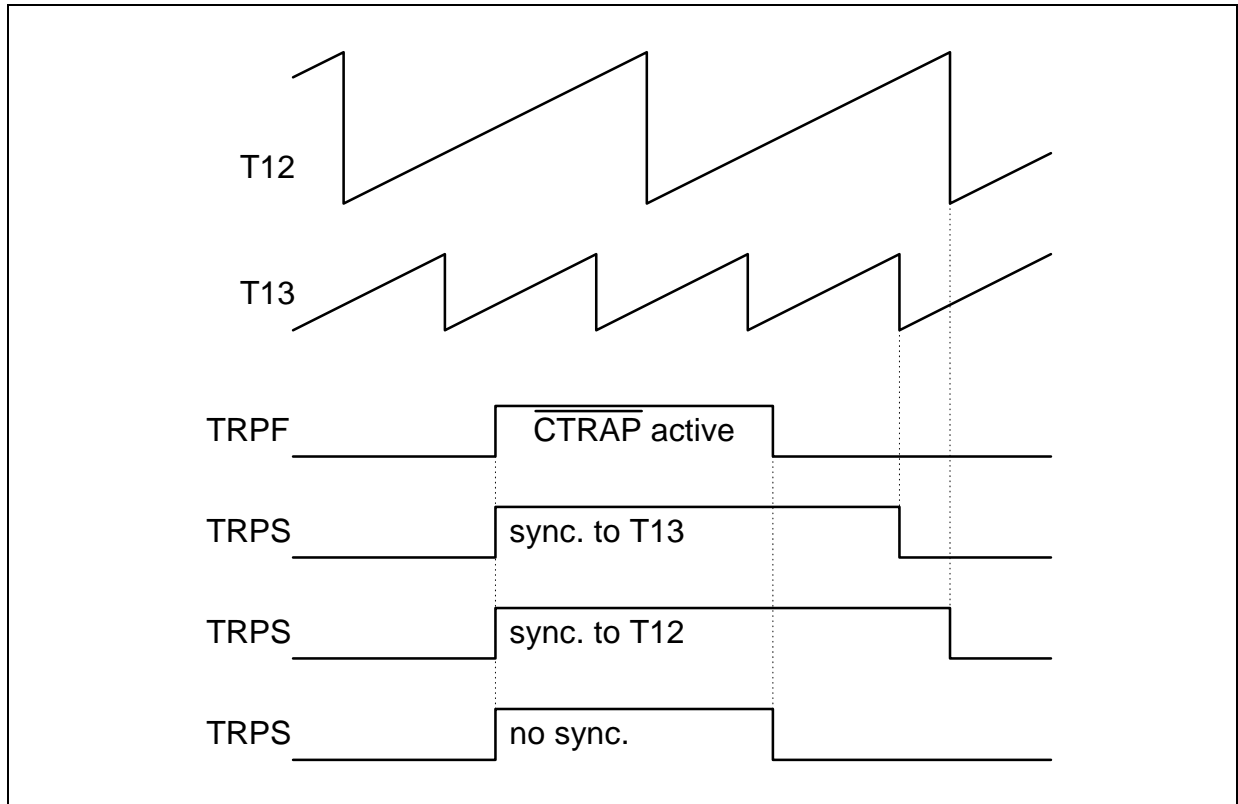 T12
T13
TRPF CTRAP active
TRPS sync. to T13
TRPS sync. to T12
TRPS no sync.